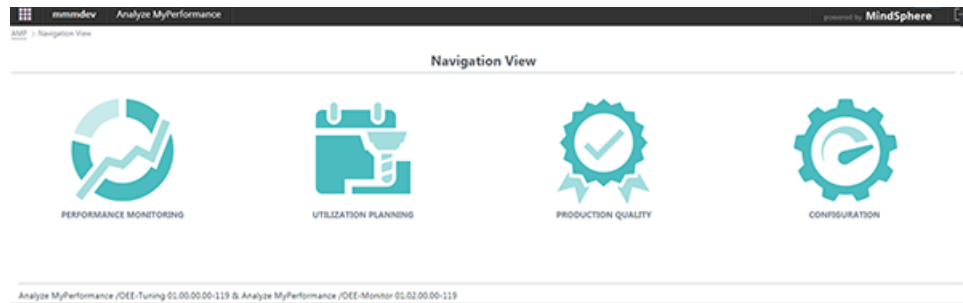 mmmdev Analyze MyPerformance powered by MindSphere
AMP > Navigation View
Navigation View
PERFORMANCE MONITORING UTILIZATION PLANNING PRODUCTION QUALITY CONFIGURATION
Analyze MyPerformance /OEE-Tuning 01.00.00.00-119 & Analyze MyPerformance /OEE-Monitor 01.02.00.00-119